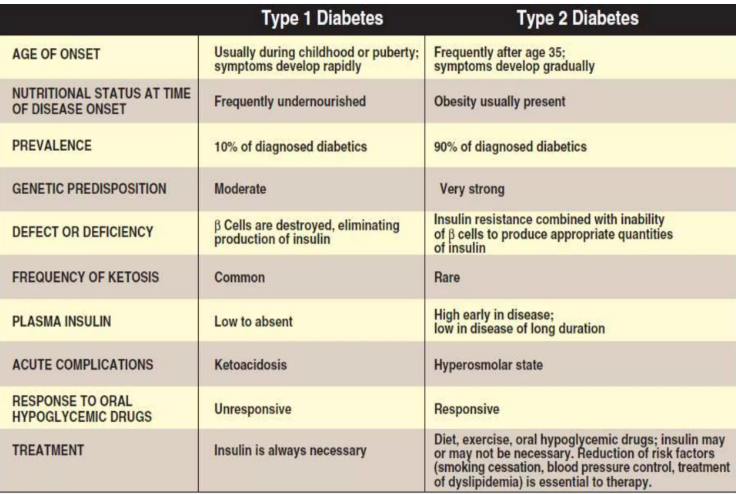 Type 1 Diabetes Type 2 Diabetes
AGE OF ONSET
Usually during childhood or puberty;
symptoms develop rapidly
Frequently after age 35;
symptoms develop gradually
NUTRITIONAL STATUS AT TIME
OF DISEASE ONSET
Frequently undernourished
Obesity usually present
PREVALENCE
10% of diagnosed diabetics
90% of diagnosed diabetics
GENETIC PREDISPOSITION
Moderate
Very strong
DEFECT OR DEFICIENCY
β Cells are destroyed, eliminating
production of insulin
Insulin resistance combined with inability
of β cells to produce appropriate quantities
of insulin
FREQUENCY OF KETOSIS
Common
Rare
PLASMA INSULIN
Low to absent
High early in disease;
low in disease of long duration
ACUTE COMPLICATIONS
Ketoacidosis
Hyperosmolar state
RESPONSE TO ORAL
HYPOGLYCEMIC DRUGS
Unresponsive
Responsive
TREATMENT
Insulin is always necessary
Diet, exercise, oral hypoglycemic drugs; insulin may
or may not be necessary. Reduction of risk factors
(smoking cessation, blood pressure control, treatment
of dyslipidemia) is essential to therapy.